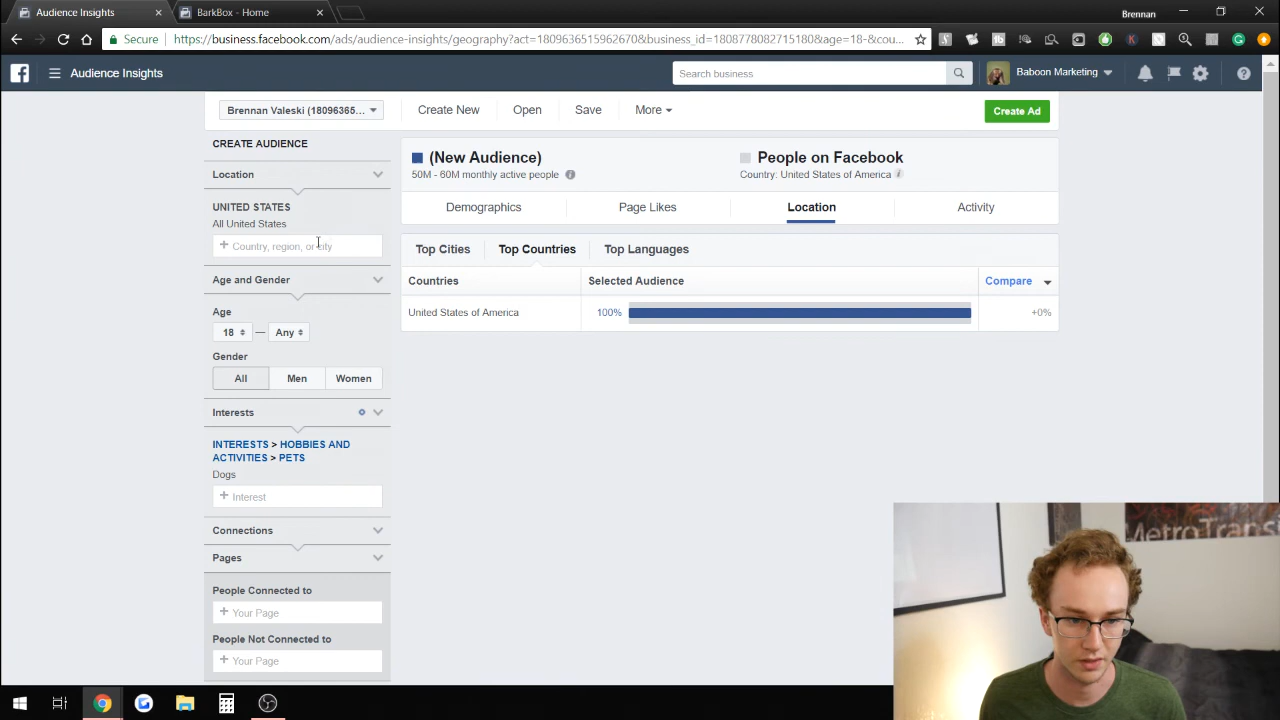 Audience Insights
BarkBox - Home
Brennan
Secure
https://business.facebook.com/ads/audience-insights/geography?act=18096365159626​70&business_id=18087780827151​80&age=18-&cou...
Audience Insights
Search business
Baboon Marketing
Brennan Valeski (18096365...
Create New
Open
Save
More
Create Ad
CREATE AUDIENCE
Location
UNITED STATES
All United States
+ Country, region, or city
Age and Gender
Age
18 — Any
Gender
All Men Women
Interests
INTERESTS > HOBBIES AND
ACTIVITIES > PETS
Dogs
+ Interest
Connections
Pages
People Connected to
+ Your Page
People Not Connected to
+ Your Page
(New Audience)
50M - 60M monthly active people
People on Facebook
Country: United States of America
Demographics
Page Likes
Location
Activity
Top Cities
Top Countries
Top Languages
Countries
Selected Audience
Compare
United States of America
100%
+0%
MetroTransi